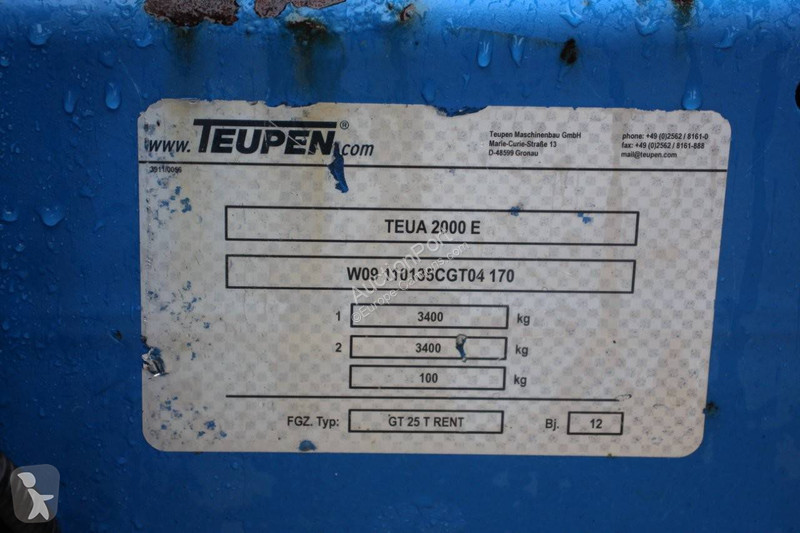 www.TEUPEN®.com
Teupen Maschinenbau GmbH
Marie-Curie-Straße 13
D-48599 Gronau
phone: +49 (0)2562 / 8161-0
fax: +49 (0)2562 / 8161-888
mail@teupen.com
TEUA 2000 E
W09 110135CGT04 170
1 3400 kg
2 3400 kg
100 kg
FGZ. Typ: GT 25 T RENT Bj. 12
AuctionPort